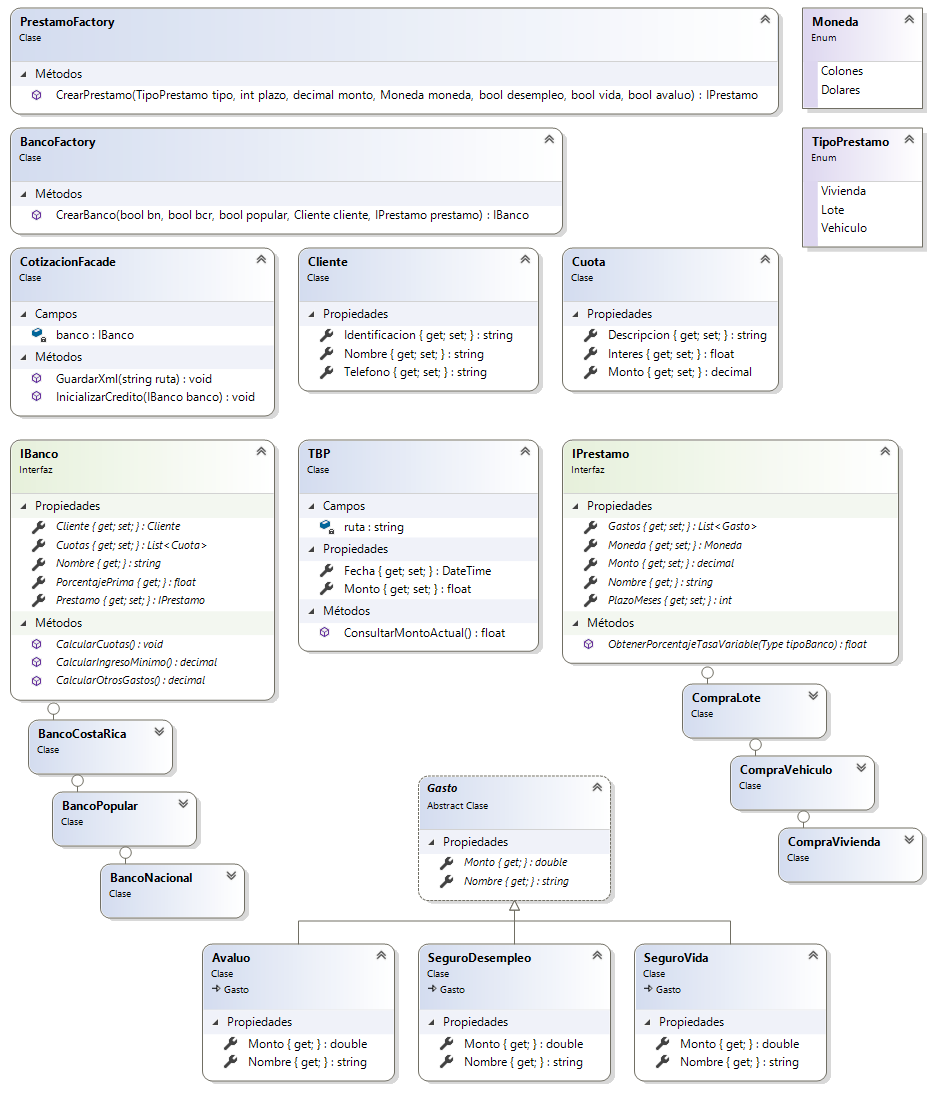 PrestamoFactory
Clase
Métodos
CrearPrestamo(TipoPrestamo tipo, int plazo, decimal monto, Moneda moneda, bool desempleo, bool vida, bool avaluo) : IPrestamo
Moneda
Enum
Colones
Dolares
BancoFactory
Clase
Métodos
CrearBanco(bool bn, bool bcr, bool popular, Cliente cliente, IPrestamo prestamo) : IBanco
TipoPrestamo
Enum
Vivienda
Lote
Vehiculo
CotizacionFacade
Clase
Campos
banco : IBanco
Métodos
GuardarXml(string ruta) : void
InicializarCredito(IBanco banco) : void
Cliente
Clase
Propiedades
Identificacion { get; set; } : string
Nombre { get; set; } : string
Telefono { get; set; } : string
Cuota
Clase
Propiedades
Descripcion { get; set; } : string
Interes { get; set; } : float
Monto { get; set; } : decimal
IBanco
Interfaz
Propiedades
Cliente { get; set; } : Cliente
Cuotas { get; set; } : List<Cuota>
Nombre { get; } : string
PorcentajePrima { get; } : float
Prestamo { get; set; } : IPrestamo
Métodos
CalcularCuotas() : void
CalcularIngresoMinimo() : decimal
CalcularOtrosGastos() : decimal
TBP
Clase
Campos
ruta : string
Propiedades
Fecha { get; set; } : DateTime
Monto { get; set; } : float
Métodos
ConsultarMontoActual() : float
IPrestamo
Interfaz
Propiedades
Gastos { get; set; } : List<Gasto>
Moneda { get; set; } : Moneda
Monto { get; set; } : decimal
Nombre { get; } : string
PlazoMeses { get; set; } : int
Métodos
ObtenerPorcentajeTasaVariable(Type tipoBanco) : float
BancoCostaRica
Clase
BancoPopular
Clase
BancoNacional
Clase
CompraLote
Clase
CompraVehiculo
Clase
CompraVivienda
Clase
Gasto
Abstract Clase
Propiedades
Monto { get; } : double
Nombre { get; } : string
Avaluo
Clase
Gasto
Propiedades
Monto { get; } : double
Nombre { get; } : string
SeguroDesempleo
Clase
Gasto
Propiedades
Monto { get; } : double
Nombre { get; } : string
SeguroVida
Clase
Gasto
Propiedades
Monto { get; } : double
Nombre { get; } : string